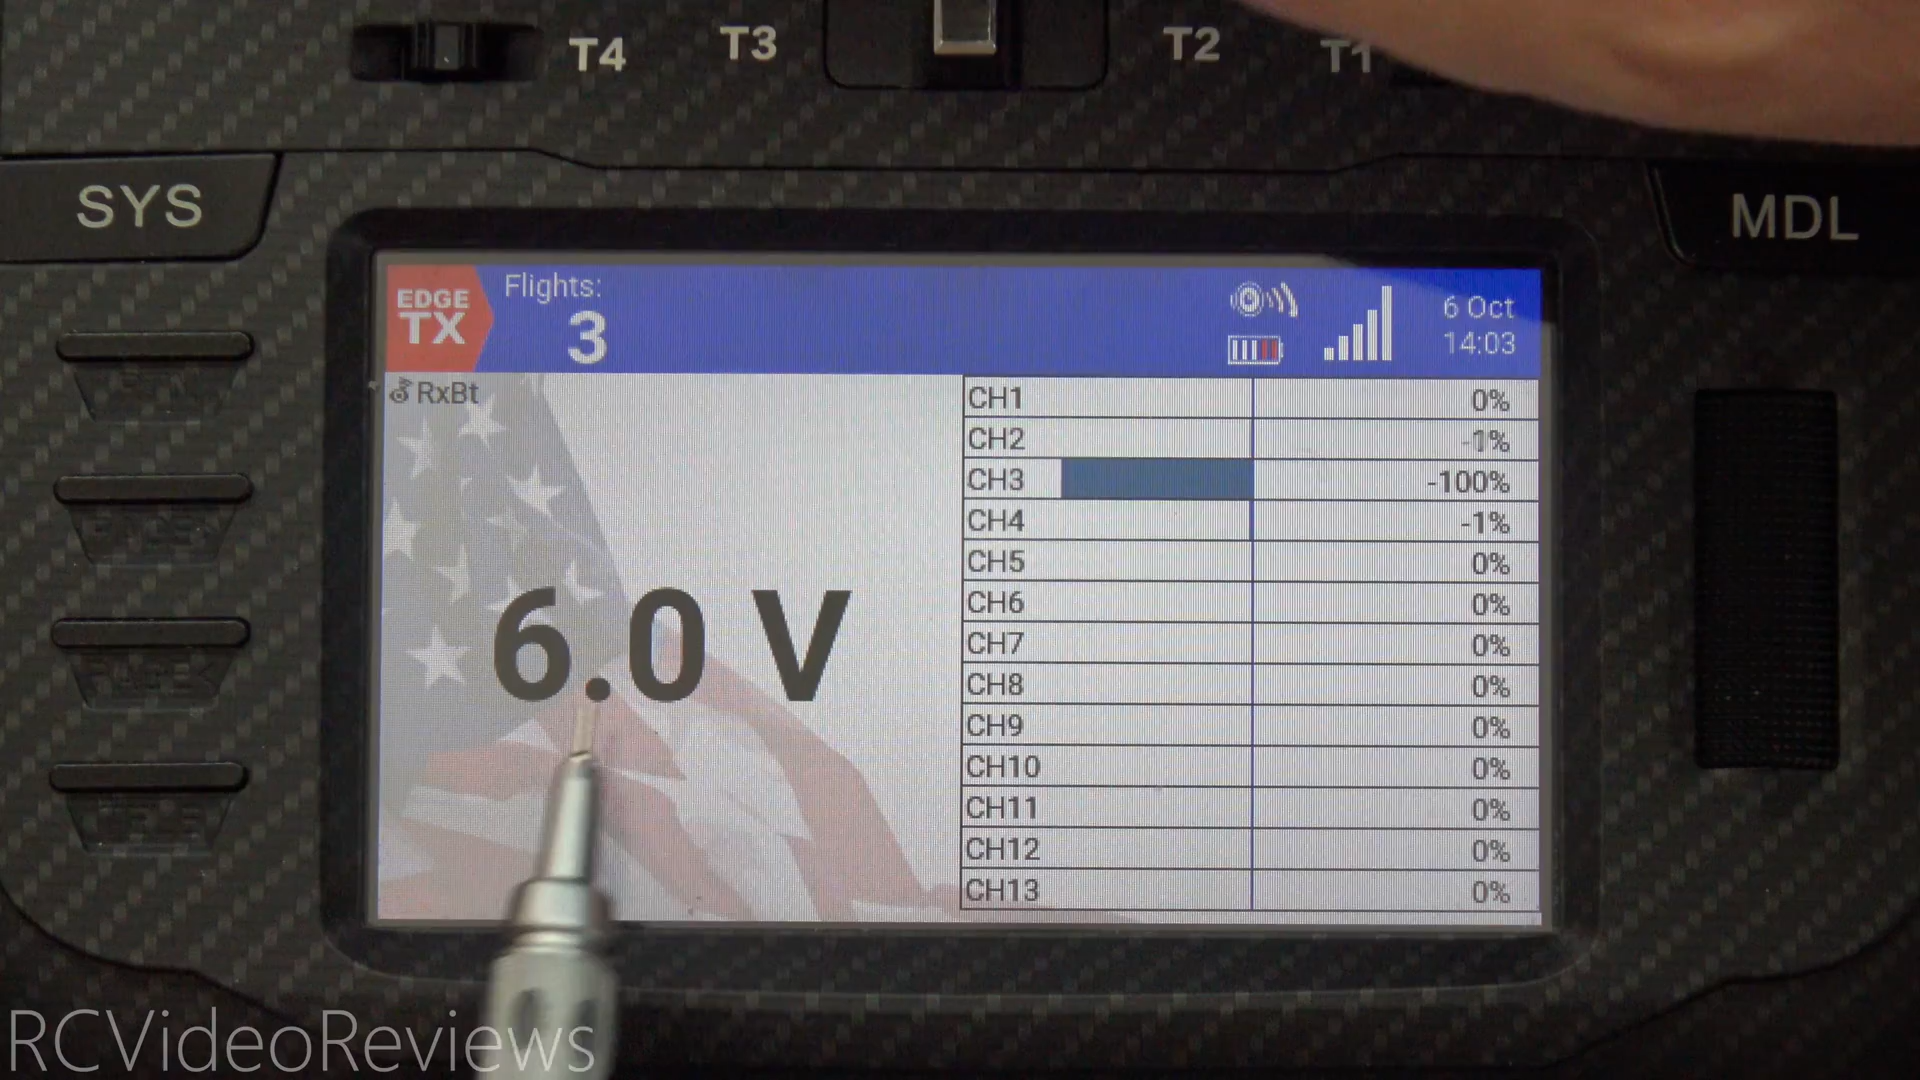 T4
T3
T2
T1
SYS
MDL
EDGE
TX
Flights:
3
6 Oct
14:03
RxBt
6.0 V
CH1 0%
CH2 -1%
CH3 -100%
CH4 -1%
CH5 0%
CH6 0%
CH7 0%
CH8 0%
CH9 0%
CH10 0%
CH11 0%
CH12 0%
CH13 0%
TELE
RCVideoReviews